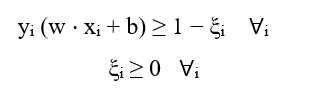 yᵢ (w · xᵢ + b) ≥ 1 − ξᵢ ∀ᵢ
ξᵢ ≥ 0 ∀ᵢ